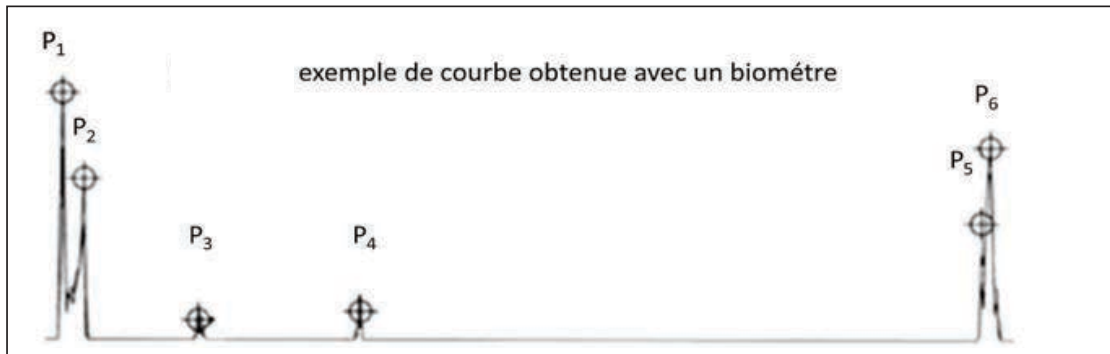 P₁
exemple de courbe obtenue avec un biométre
P₆
P₂
P₅
P₃
P₄